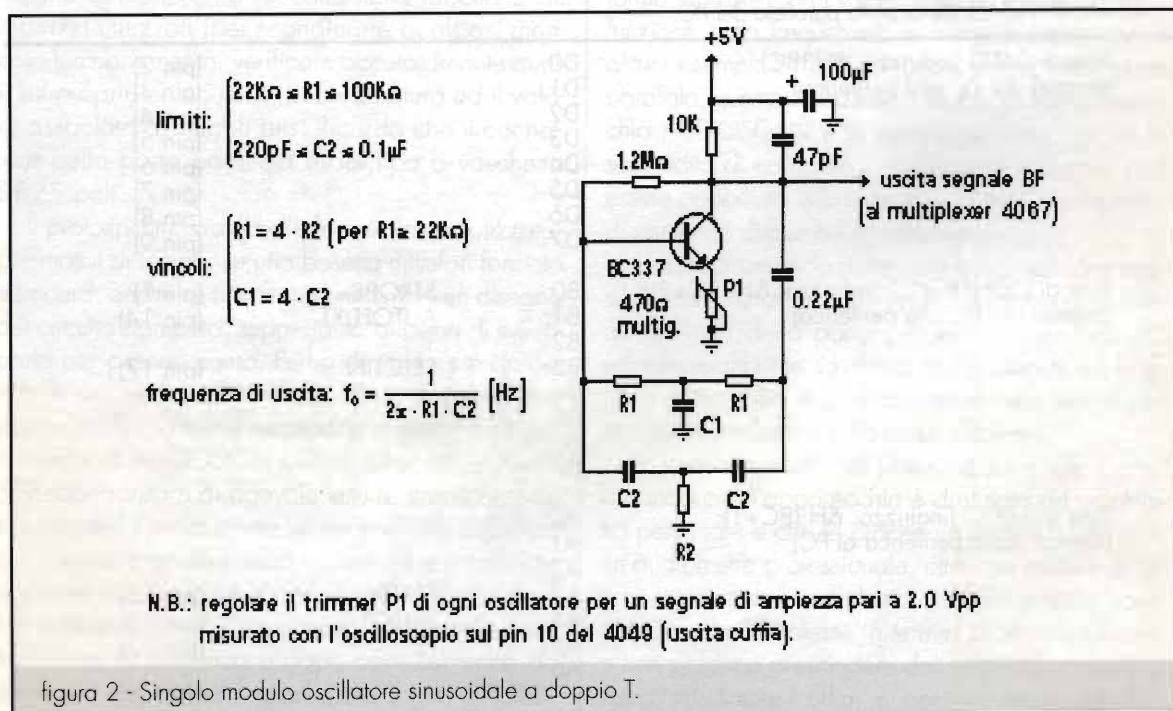 +5V
100µF
+
10K
47pF
1.2MΩ
uscita segnale BF
(al multiplexer 4067)
BC337
P1
470Ω
multig.
0.22µF
R1
R1
C1
C2
C2
R2
limiti:
22KΩ ≤ R1 ≤ 100KΩ
220pF ≤ C2 ≤ 0.1µF
vincoli:
R1 = 4 · R2 (per R1≥ 22KΩ)
C1 = 4 · C2
frequenza di uscita: f₀ = 1 / 2π · R1 · C2 [Hz]
N.B.: regolare il trimmer P1 di ogni oscillatore per un segnale di ampiezza pari a 2.0 Vpp
misurato con l'oscilloscopio sul pin 10 del 4049 (uscita cuffia).
figura 2 - Singolo modulo oscillatore sinusoidale a doppio T.